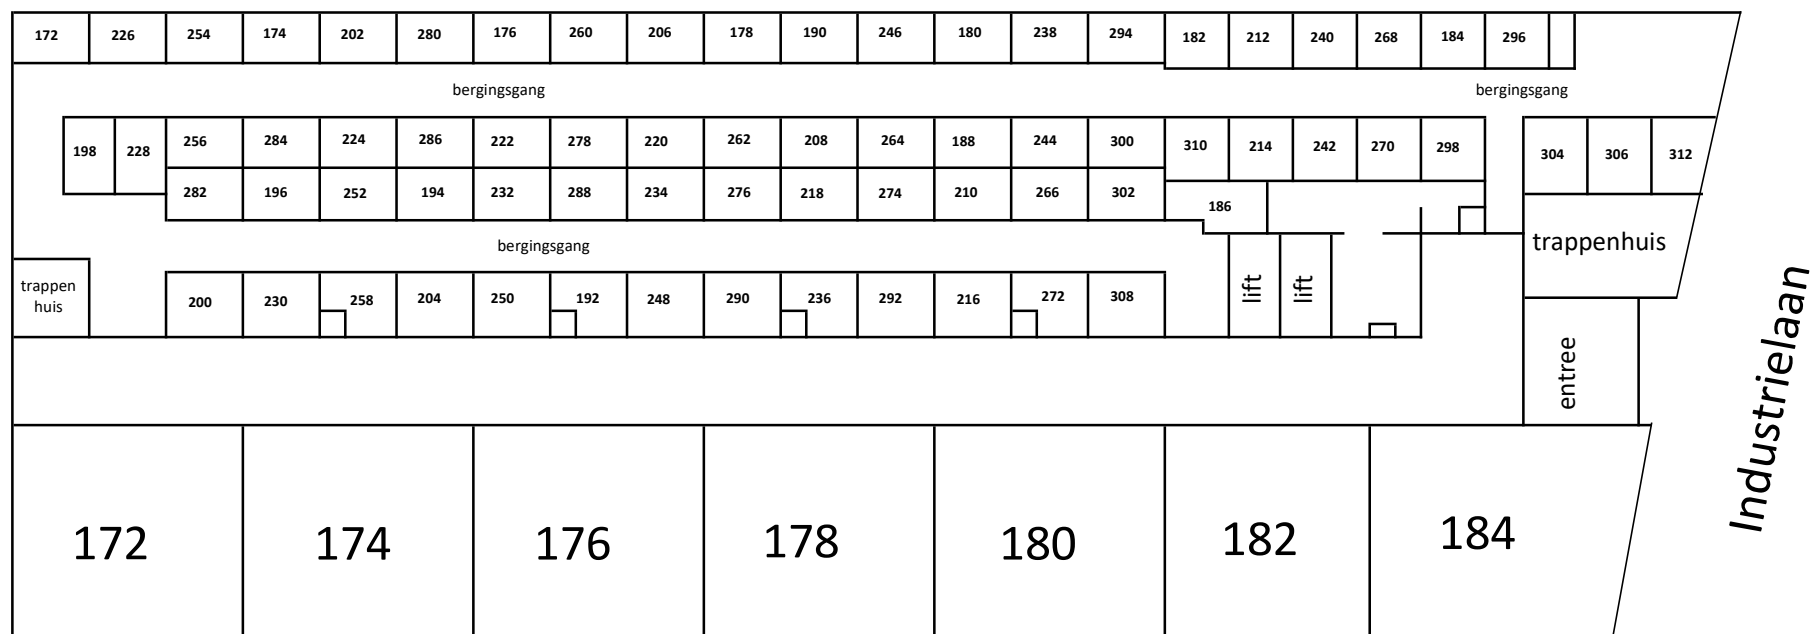 172 226 254 174 202 280 176 260 206 178 190 246 180 238 294 182 212 240 268 184 296
bergingsgang bergingsgang
198 228 256 284 224 286 222 278 220 262 208 264 188 244 300 310 214 242 270 298 304 306 312
282 196 252 194 232 288 234 276 218 274 210 266 302 186
bergingsgang
trappenhuis
trappen
huis
200 230 258 204 250 192 248 290 236 292 216 272 308
lift
lift
entree
Industrielaan
172 174 176 178 180 182 184